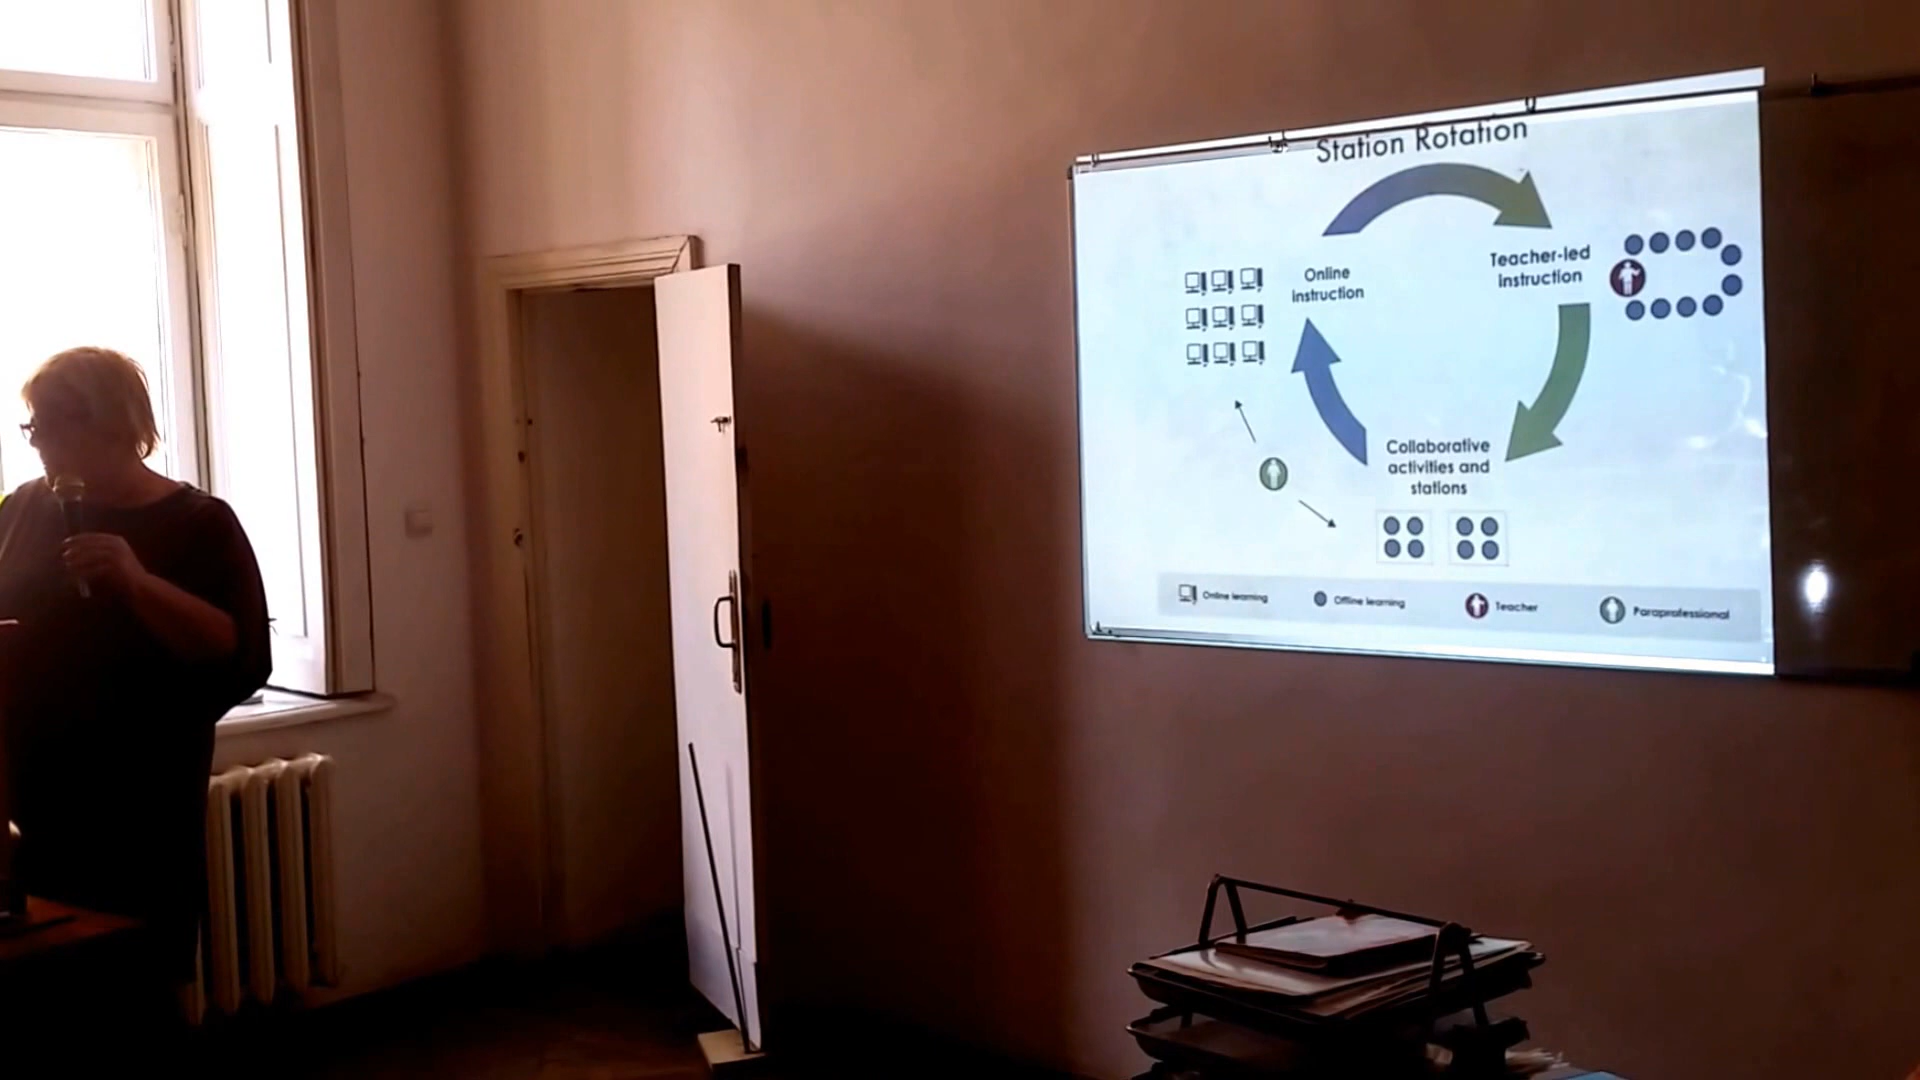 Station Rotation
Online
instruction
Teacher-led
instruction
Collaborative
activities and
stations
Online learning
Offline learning
Teacher
Paraprofessional